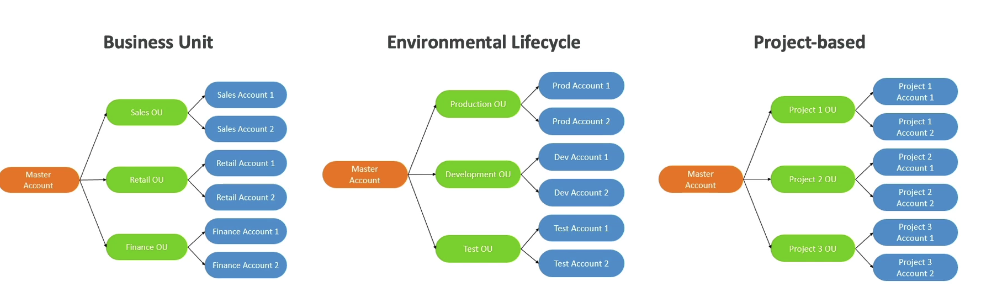 Business Unit
Master
Account
Sales OU
Sales Account 1
Sales Account 2
Retail OU
Retail Account 1
Retail Account 2
Finance OU
Finance Account 1
Finance Account 2
Environmental Lifecycle
Master
Account
Production OU
Prod Account 1
Prod Account 2
Development OU
Dev Account 1
Dev Account 2
Test OU
Test Account 1
Test Account 2
Project-based
Master
Account
Project 1 OU
Project 1
Account 1
Project 1
Account 2
Project 2 OU
Project 2
Account 1
Project 2
Account 2
Project 3 OU
Project 3
Account 1
Project 3
Account 2